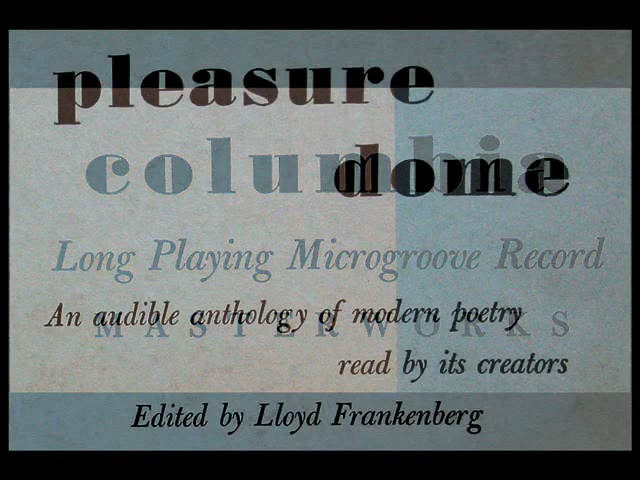 pleasure
columbia
dome
Long Playing Microgroove Record
An audible anthology of modern poetry
MASTERWORKS
read by its creators
Edited by Lloyd Frankenberg